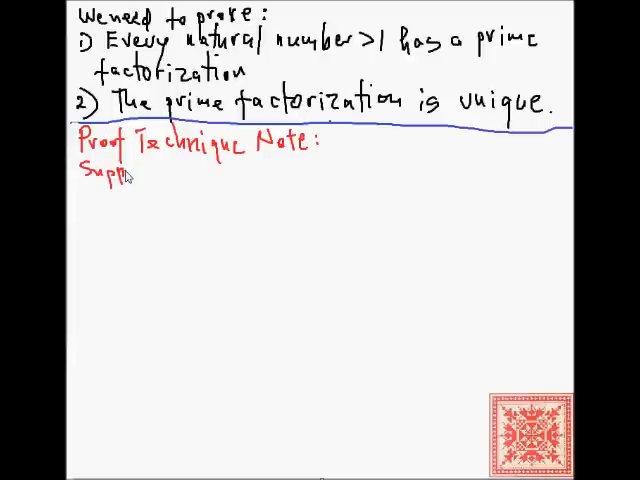 We need to prove:
1) Every natural number >1 has a prime
factorization
2) The prime factorization is unique.
Proof Technique Note:
Supp